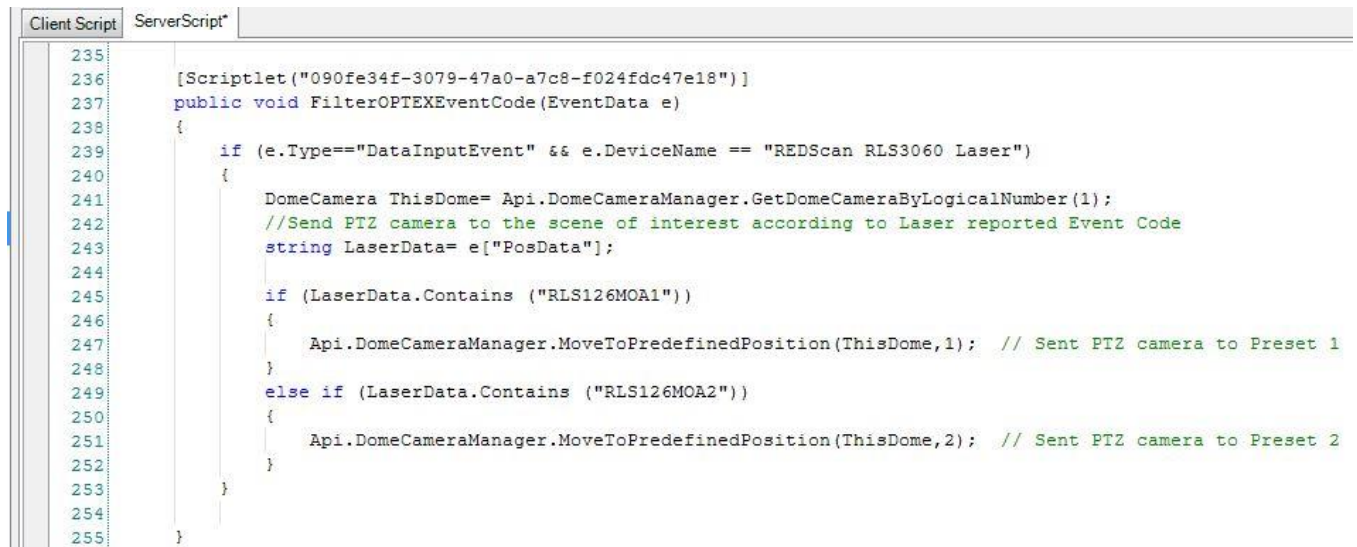 Client Script ServerScript*
235
236 [Scriptlet("090fe34f-3079-47a0-a7c8-f024fdc47e18")]
237 public void FilterOPTEXEventCode(EventData e)
238 {
239 if (e.Type=="DataInputEvent" && e.DeviceName == "REDScan RLS3060 Laser")
240 {
241 DomeCamera ThisDome= Api.DomeCameraManager.GetDomeCameraByLogicalNumber(1);
242 //Send PTZ camera to the scene of interest according to Laser reported Event Code
243 string LaserData= e["PosData"];
244
245 if (LaserData.Contains ("RLS126MOA1"))
246 {
247 Api.DomeCameraManager.MoveToPredefinedPosition(ThisDome,1); // Sent PTZ camera to Preset 1
248 }
249 else if (LaserData.Contains ("RLS126MOA2"))
250 {
251 Api.DomeCameraManager.MoveToPredefinedPosition(ThisDome,2); // Sent PTZ camera to Preset 2
252 }
253 }
254
255 }